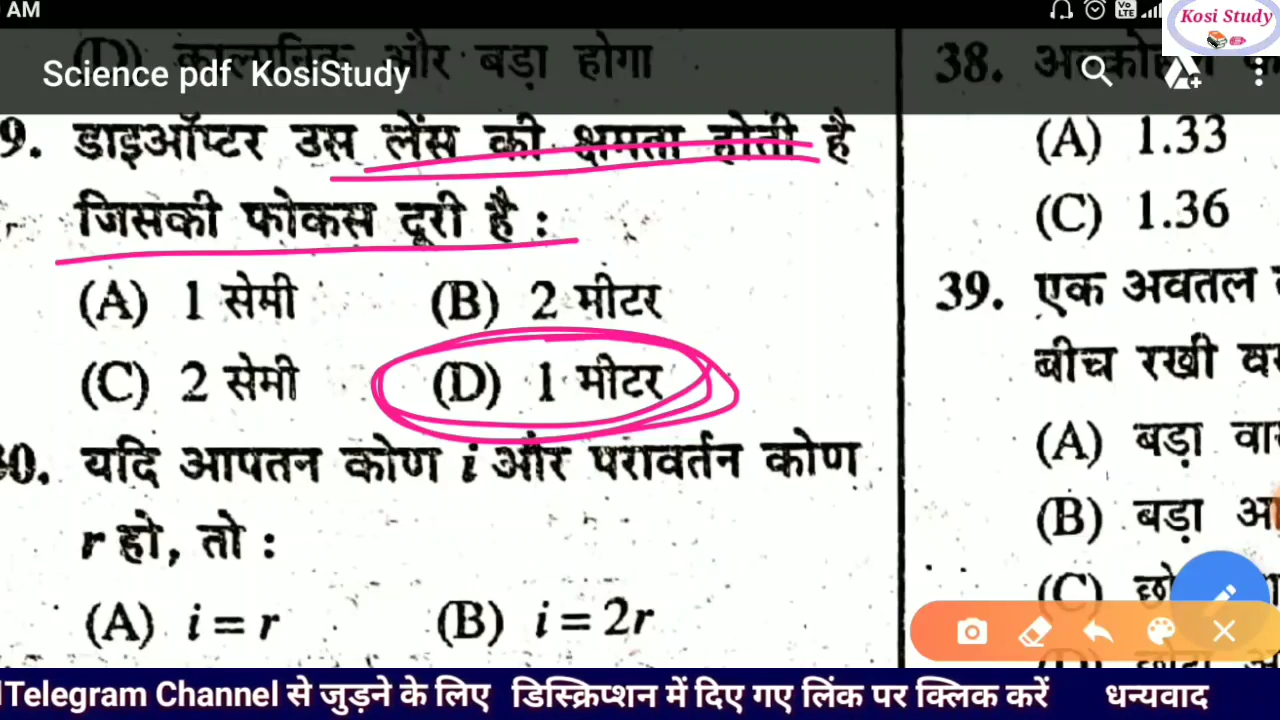 AM
Kosi Study
(D) काल्पनिक और बड़ा होगा
Science pdf KosiStudy
9. डाइऑप्टर उस लेंस की क्षमता होती है
जिसकी फोकस दूरी है :
(A) 1 सेमी (B) 2 मीटर
(C) 2 सेमी (D) 1 मीटर
30. यदि आपतन कोण i और परावर्तन कोण
r हो, तो :
(A) i = r (B) i = 2r
38.
(A) 1.33
(C) 1.36
39. एक अवतल
बीच रखी
(A) बड़ा
(B) बड़ा
(C)
(D)
Telegram Channel से जुड़ने के लिए डिस्क्रिप्शन में दिए गए लिंक पर क्लिक करें धन्यवाद